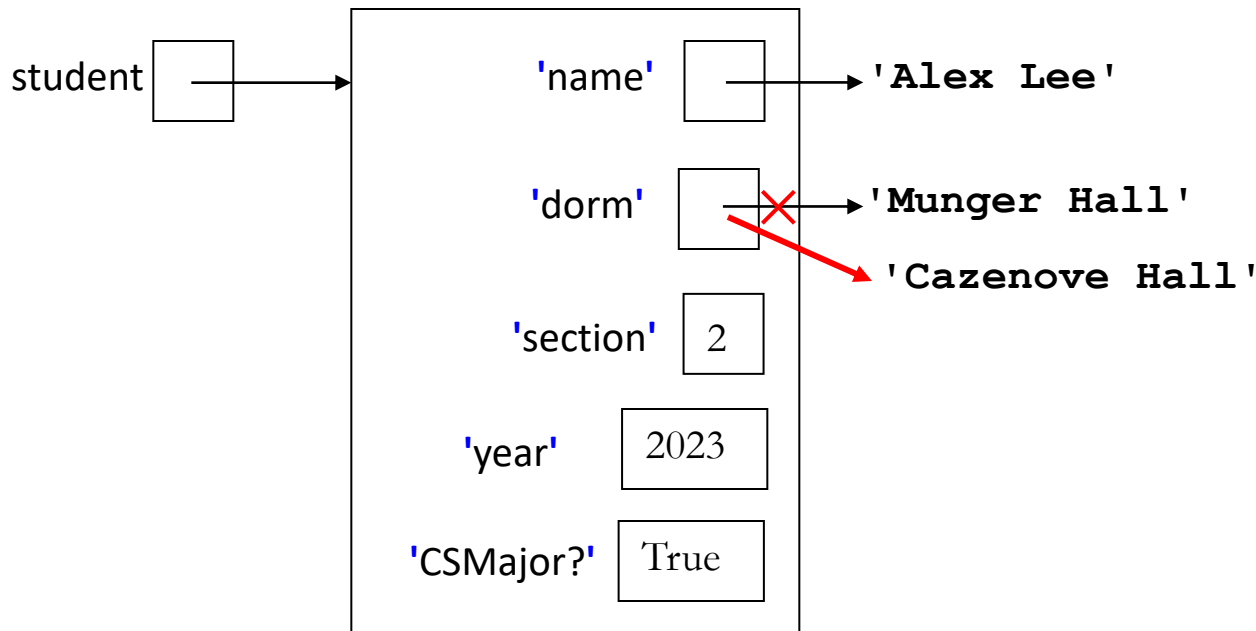 student 'name' 'Alex Lee'
'dorm' 'Munger Hall'
'Cazenove Hall'
'section' 2
'year' 2023
'CSMajor?' True